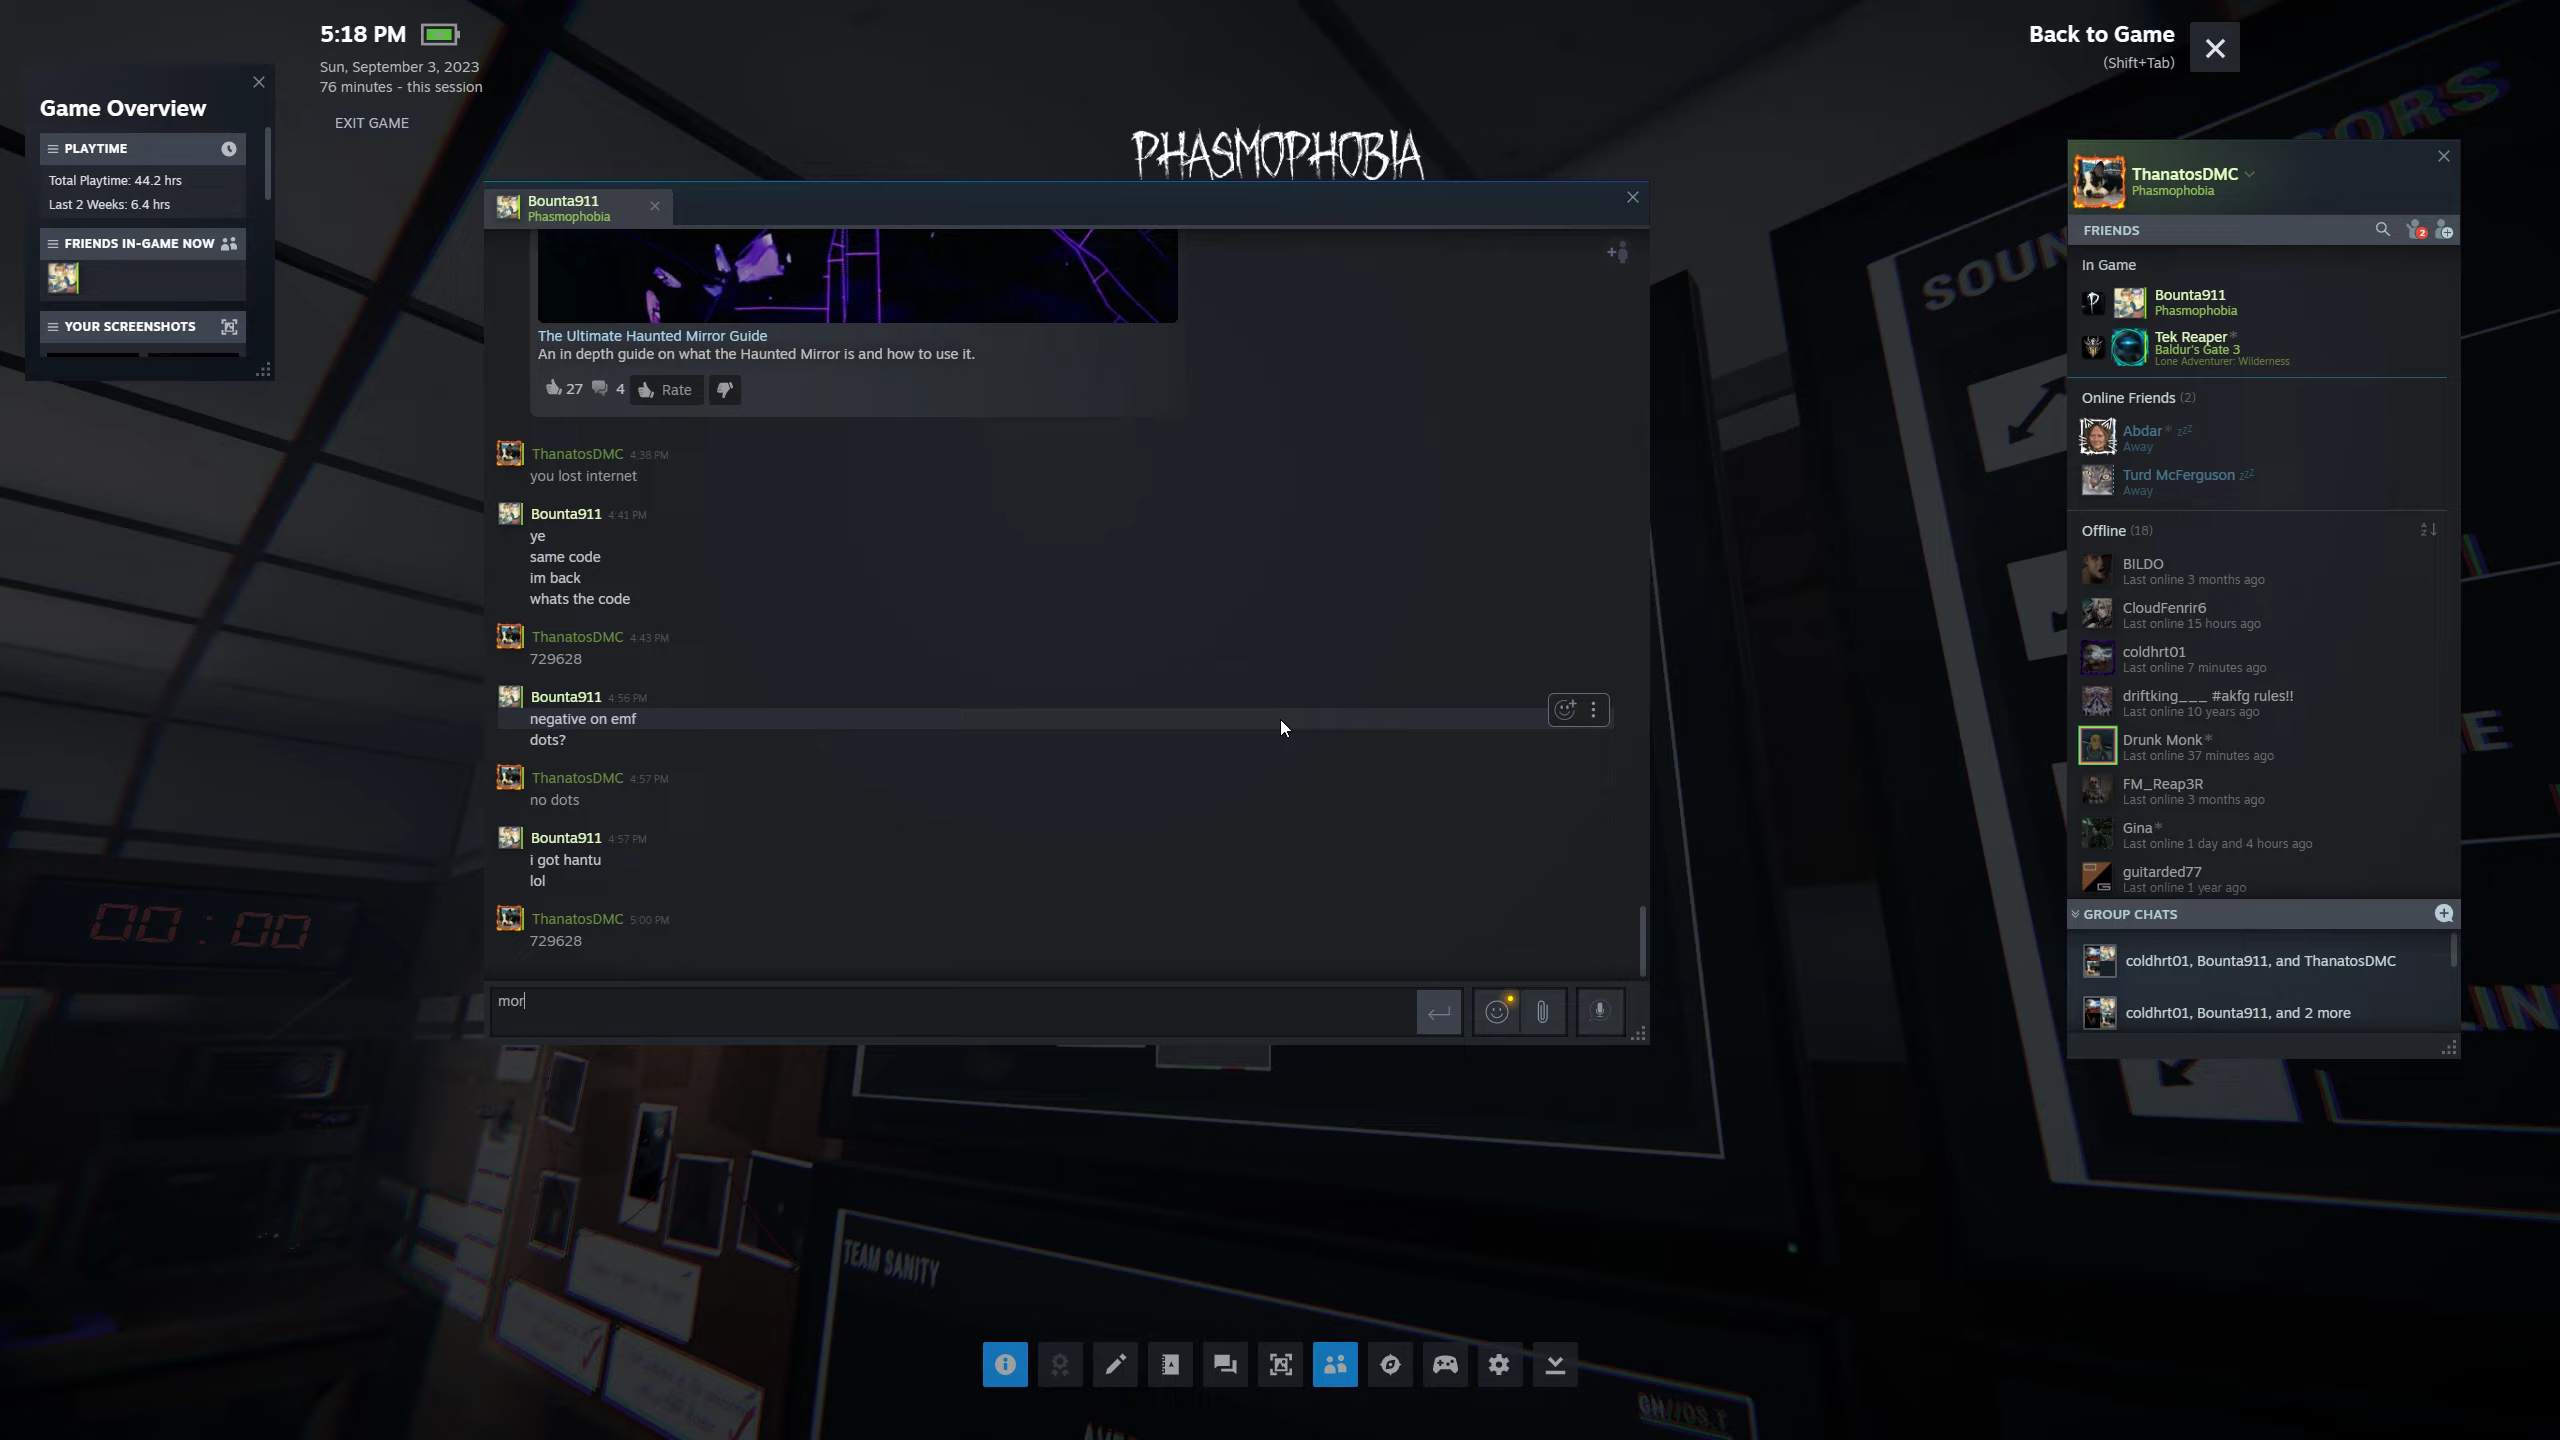 5:18 PM
Sun, September 3, 2023
76 minutes - this session
EXIT GAME
Back to Game
(Shift+Tab)
Game Overview
PLAYTIME
Total Playtime: 44.2 hrs
Last 2 Weeks: 6.4 hrs
FRIENDS IN-GAME NOW
YOUR SCREENSHOTS
PHASMOPHOBIA
Bounta911
Phasmophobia
The Ultimate Haunted Mirror Guide
An in depth guide on what the Haunted Mirror is and how to use it.
27 4 Rate
ThanatosDMC 4:38 PM
you lost internet
Bounta911 4:41 PM
ye
same code
im back
whats the code
ThanatosDMC 4:43 PM
729628
Bounta911 4:56 PM
negative on emf
dots?
ThanatosDMC 4:57 PM
no dots
Bounta911 4:57 PM
i got hantu
lol
ThanatosDMC 5:00 PM
729628
mor
ThanatosDMC
Phasmophobia
FRIENDS
2
In Game
Bounta911
Phasmophobia
Tek Reaper*
Baldur's Gate 3
Lone Adventurer: Wilderness
Online Friends (2)
Abdar* zzz
Away
Turd McFerguson zzz
Away
Offline (18)
BILDO
Last online 3 months ago
CloudFenrir6
Last online 15 hours ago
coldhrt01
Last online 7 minutes ago
driftking___ #akfg rules!!
Last online 10 years ago
Drunk Monk*
Last online 37 minutes ago
FM_Reap3R
Last online 3 months ago
Gina*
Last online 1 day and 4 hours ago
guitarded77
Last online 1 year ago
GROUP CHATS
coldhrt01, Bounta911, and ThanatosDMC
coldhrt01, Bounta911, and 2 more
00:00
TEAM SANITY